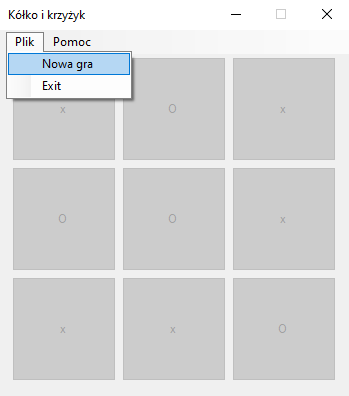 Kółko i krzyżyk
Plik Pomoc
Nowa gra
Exit
x O x
O O x
x x O